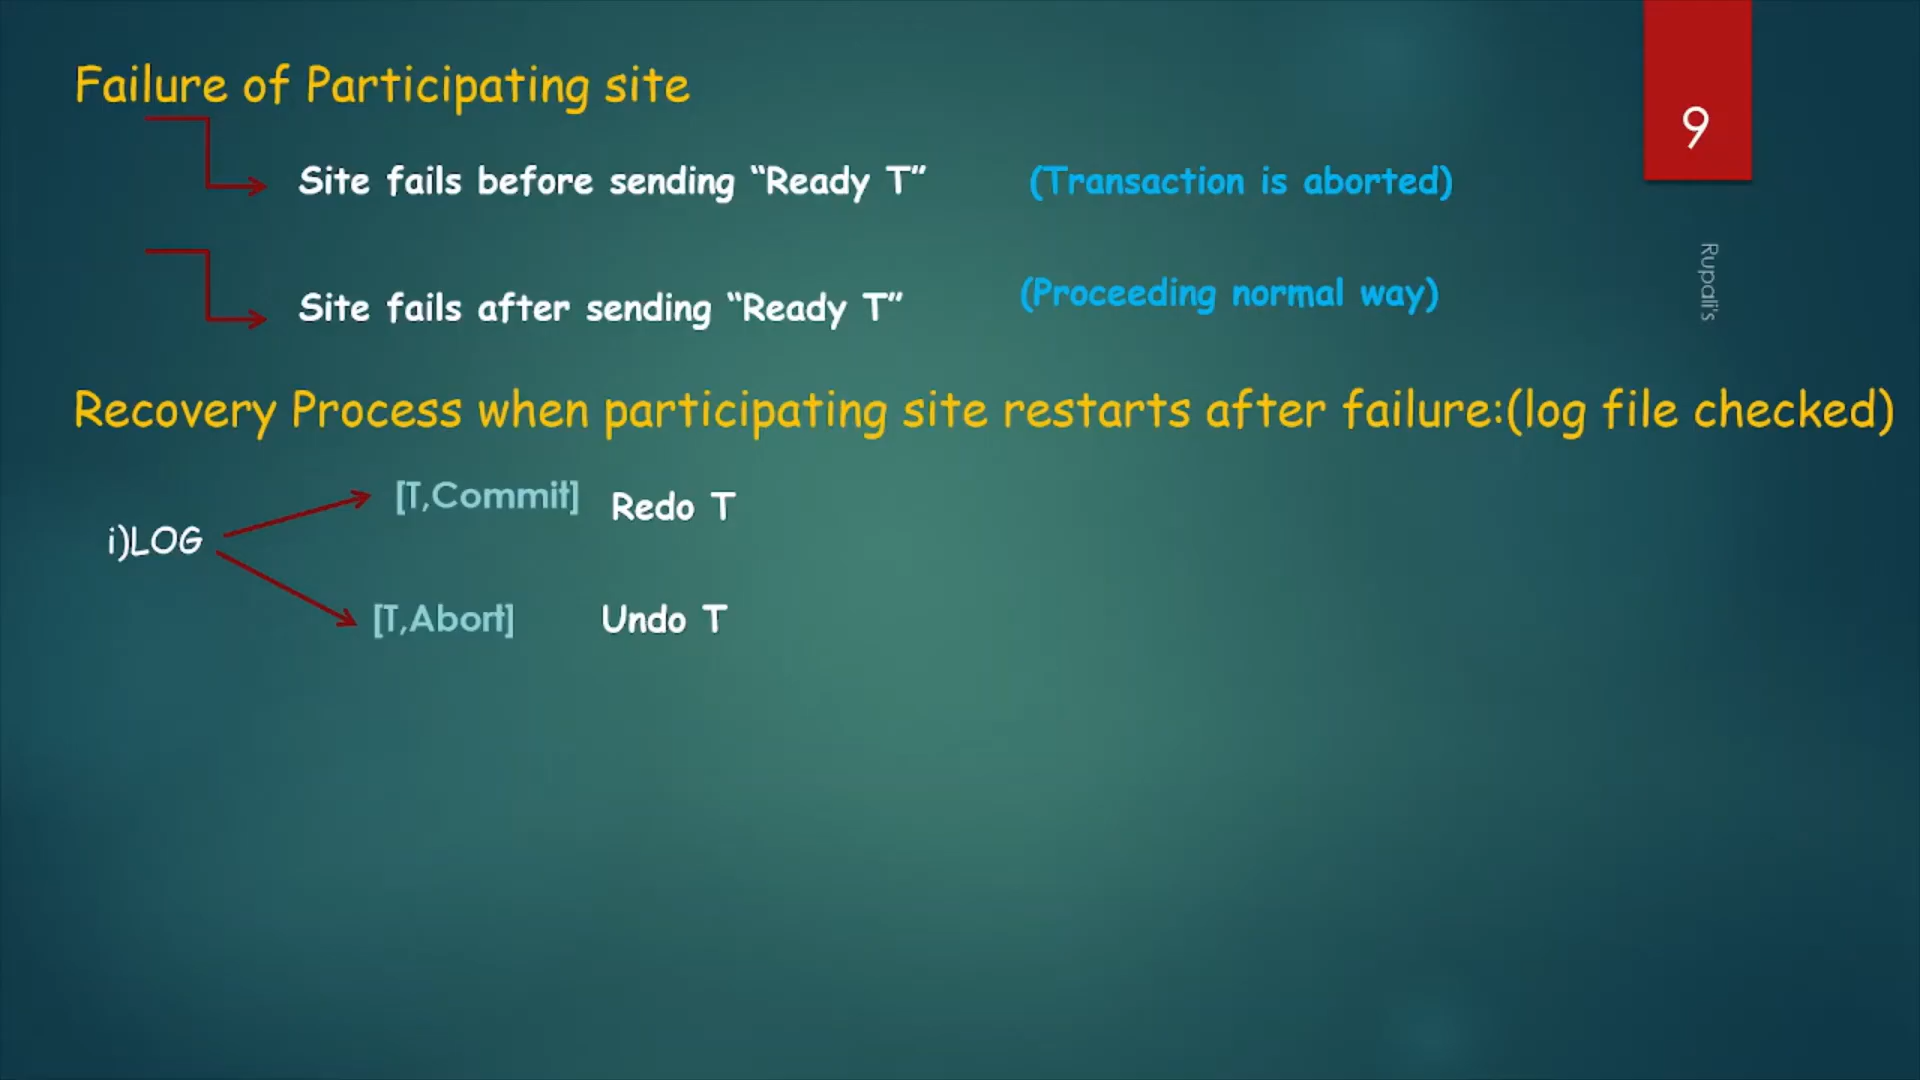 Failure of Participating site
9
Site fails before sending “Ready T” (Transaction is aborted)
Rupali's
Site fails after sending “Ready T” (Proceeding normal way)
Recovery Process when participating site restarts after failure:(log file checked)
[T,Commit] Redo T
i)LOG
[T,Abort] Undo T